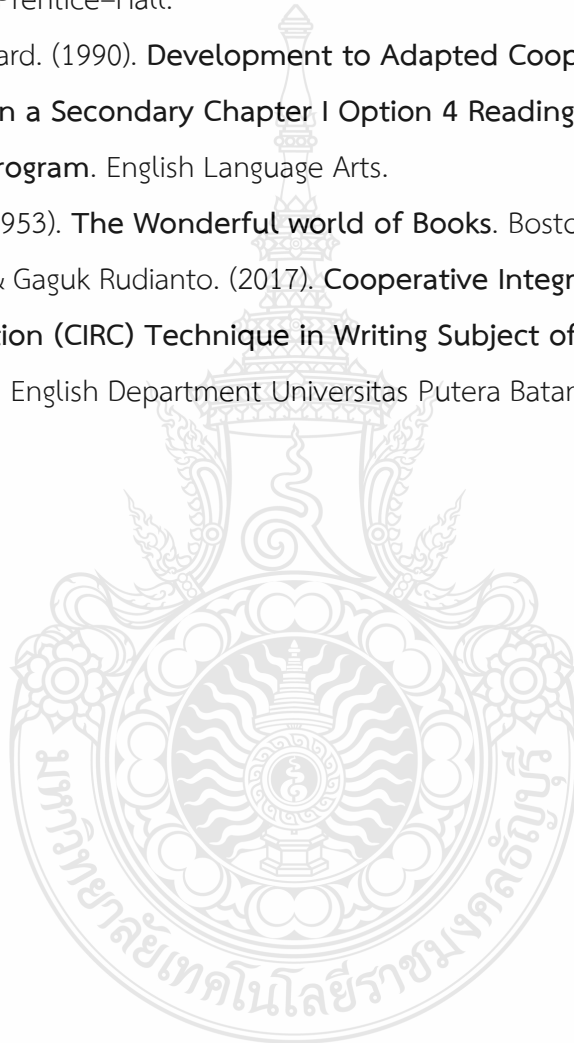 Prentice-Hall.
ard. (1990). Development to Adapted Coop
n a Secondary Chapter I Option 4 Reading
rogram. English Language Arts.
953). The Wonderful world of Books. Bosto
& Gaguk Rudianto. (2017). Cooperative Integr
tion (CIRC) Technique in Writing Subject of
English Department Universitas Putera Batan
มหาวิทยาลัยเทคโนโลยีราชมงคลธัญบุรี